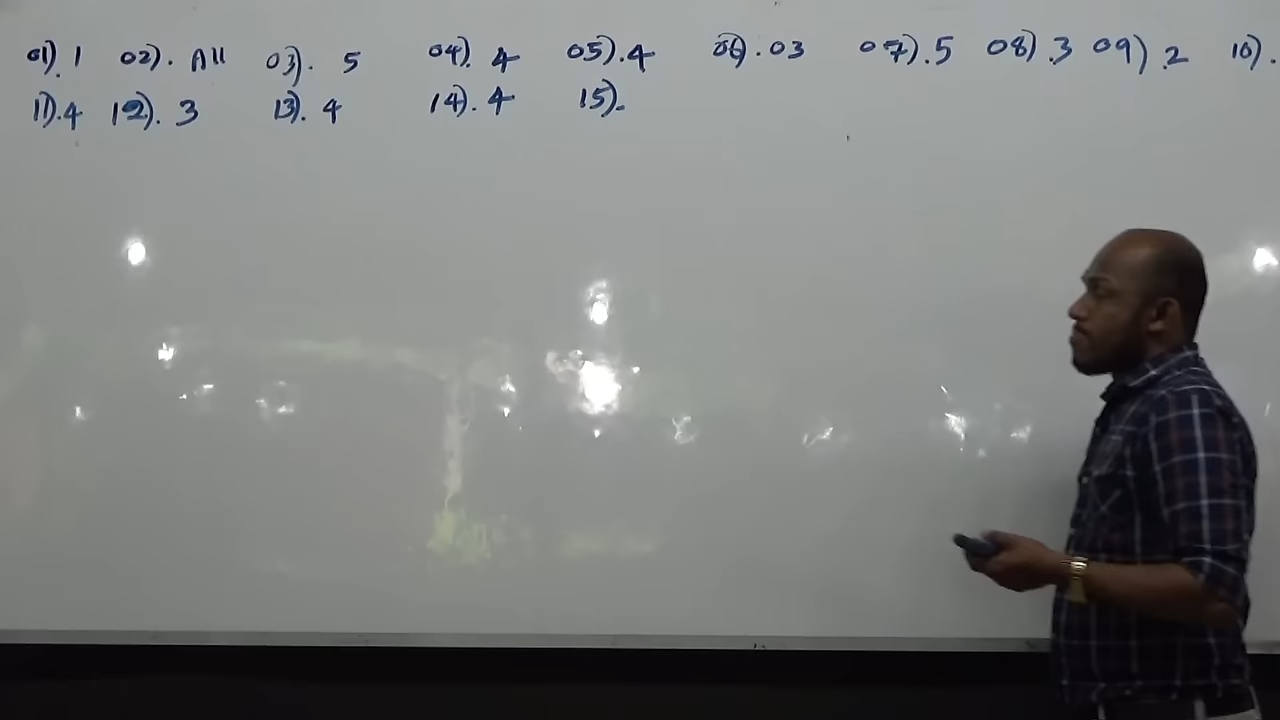 01). 1 02). All 03). 5 04). 4 05). 4 06). 03 07). 5 08). 3 09). 2 10).
11). 4 12). 3 13). 4 14). 4 15).